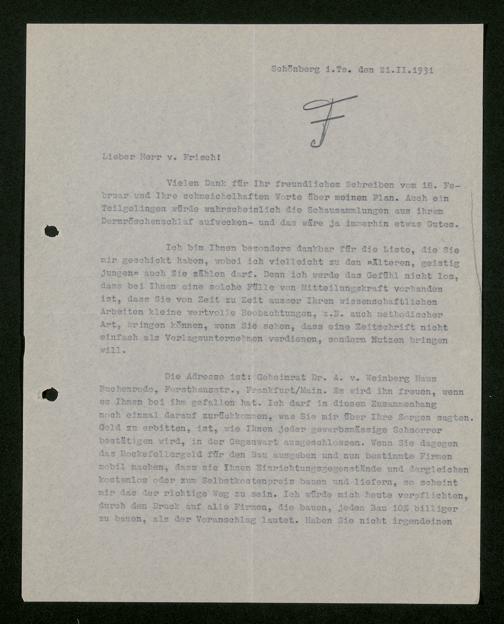 Schönberg i.Ts. den 21.II.1931
F
Lieber Herr v. Frisch!
Vielen Dank für Ihr freundliches Schreiben vom 18. Fe-
bruar und Ihre schmeichelhaften Worte über meinen Plan. Auch ein
Teilgelingen würde wahrscheinlich die Schausammlungen aus ihrem
Dornröschenschlaf aufwecken- und das wäre ja immerhin etwas Gutes.
Ich bin Ihnen besonders dankbar für die Liste, die Sie
mir geschickt haben, wobei ich vielleicht zu den "Älteren, geistig
jungen" auch Sie zählen darf. Denn ich werde das Gefühl nicht los,
dass bei Ihnen eine solche Fülle von Mitteilungskraft vorhanden
ist, dass Sie von Zeit zu Zeit ausser Ihren wissenschaftlichen
Arbeiten kleine wertvolle Beobachtungen, z.B. auch methodischer
Art, bringen können, wenn Sie sehen, dass eine Zeitschrift nicht
einfach als Verlagsunternehmen verdienen, sondern Nutzen bringen
will.
Die Adresse ist: Geheimrat Dr. A. v. Weinberg Haus
Buchenrode, Forsthausstr., Frankfurt/Main. Es wird ihn freuen, wenn
es Ihnen bei ihm gefallen hat. Ich darf in diesem Zusammenhang
noch einmal darauf zurückkommen, was Sie mir über Ihre Sorgen sagten.
Geld zu erbitten, ist, wie Ihnen jeder gewerbsmässige Schnorrer
bestätigen wird, in der Gegenwart ausgeschlossen. Wenn Sie dagegen
das Rockefellergeld für den Bau ausgeben und nun bestimmte Firmen
mobil machen, dass sie Ihnen Einrichtungsgegenstände und dergleichen
kostenlos oder zum Selbstkostenpreis bauen und liefern, so scheint
mir das der richtige Weg zu sein. Ich würde mich heute verpflichten,
durch den Druck auf alle Firmen, die bauen, jeden Bau 10% billiger
zu bauen, als der Voranschlag lautet. Haben Sie nicht irgendeinen